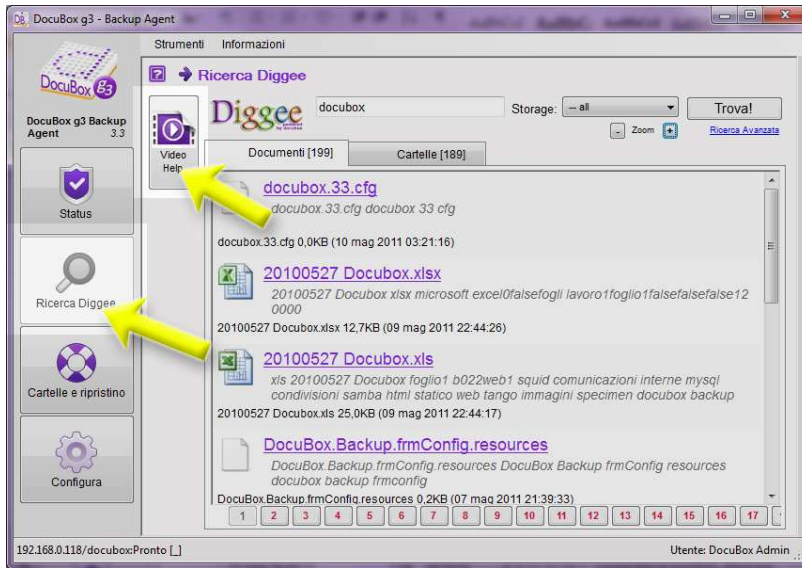 DocuBox g3 - Backup Agent
Strumenti Informazioni
DocuBox g3
DocuBox g3 Backup
Agent 3.3
Status
Ricerca Diggee
Cartelle e ripristino
Configura
Ricerca Diggee
Video
Help
Diggee
docubox
Storage: -- all
Trova!
- Zoom +
Ricerca Avanzata
Documenti [199] Cartelle [189]
docubox.33.cfg
docubox.33.cfg docubox 33 cfg
docubox.33.cfg 0,0KB (10 mag 2011 03:21:16)
20100527 Docubox.xlsx
20100527 Docubox xlsx microsoft excel0falsefogli lavoro1foglio1falsefalsefalse12
0000
20100527 Docubox.xlsx 12,7KB (09 mag 2011 22:44:26)
20100527 Docubox.xls
xls 20100527 Docubox foglio1 b022web1 squid comunicazioni interne mysql
condivisioni samba html statico web tango immagini specimen docubox backup
20100527 Docubox.xls 25,0KB (09 mag 2011 22:44:17)
DocuBox.Backup.frmConfig.resources
DocuBox.Backup.frmConfig.resources DocuBox Backup frmConfig resources
docubox backup frmconfig
DocuBox.Backup.frmConfig.resources 0,2KB (07 mag 2011 21:39:33)
1 2 3 4 5 6 7 8 9 10 11 12 13 14 15 16 17
192.168.0.118/docubox:Pronto [_] Utente: DocuBox Admin